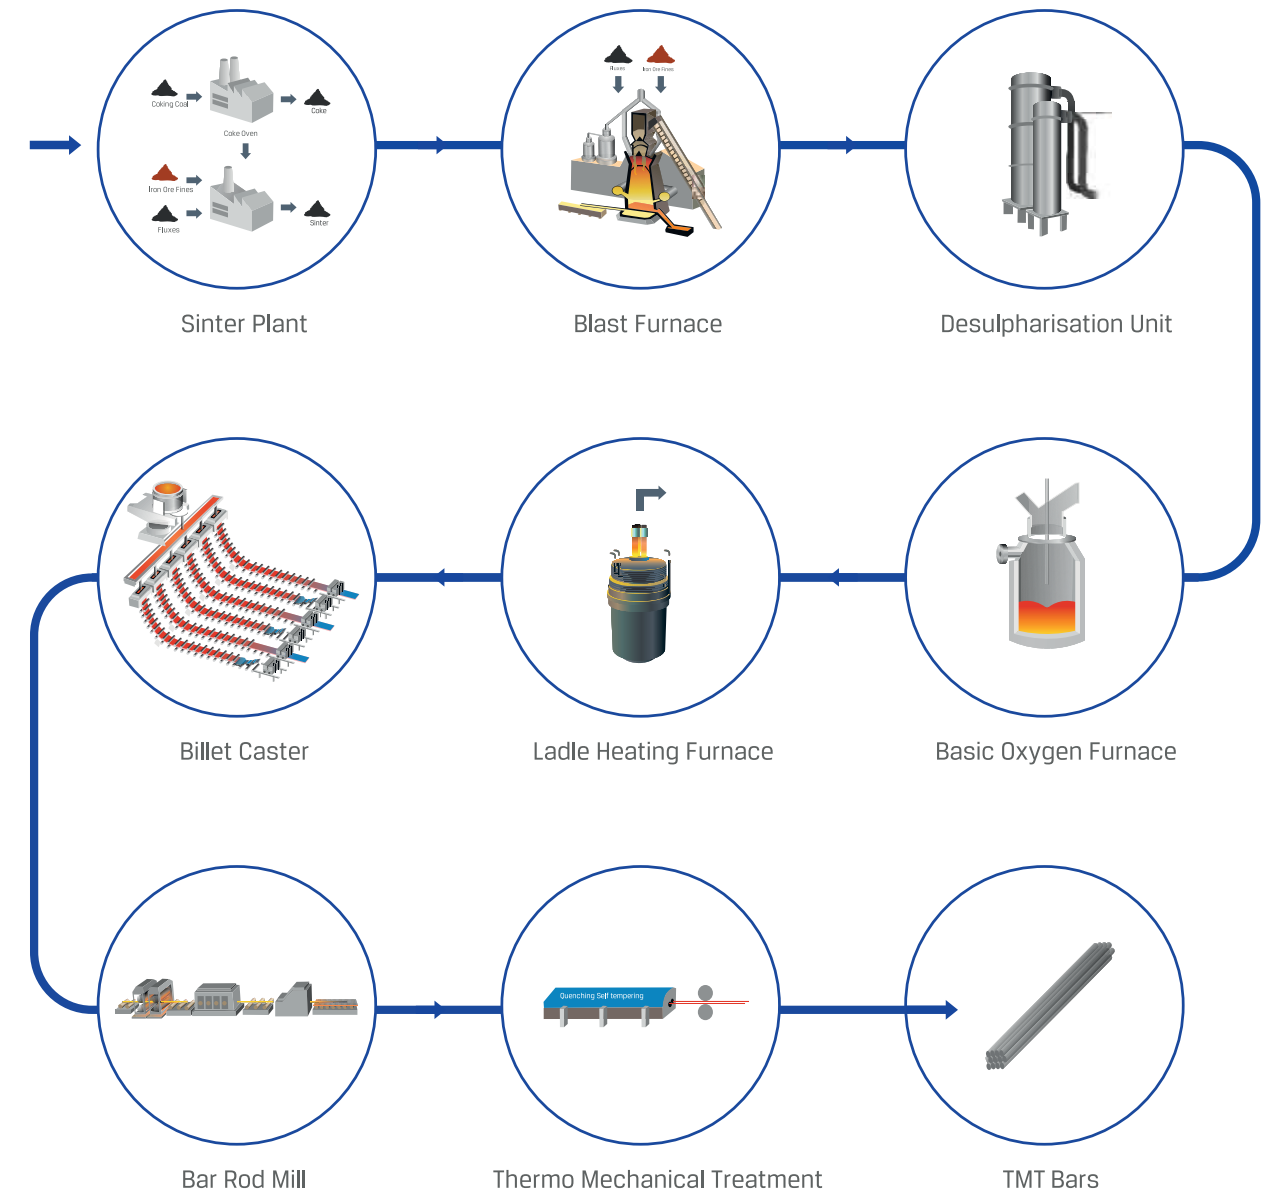 Coking Coal
Coke
Coke Oven
Iron Ore Fines
Fluxes
Sinter
Sinter Plant
Fluxes
Iron Ore Fines
Blast Furnace
Desulpharisation Unit
Billet Caster
Ladle Heating Furnace
Basic Oxygen Furnace
Bar Rod Mill
Quenching Self tempering
Thermo Mechanical Treatment
TMT Bars